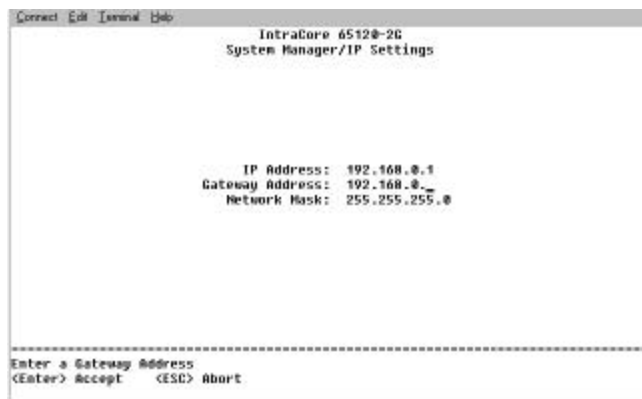 Connect Edit Terminal Help
IntraCore 65120-2G
System Manager/IP Settings
IP Address: 192.168.0.1
Gateway Address: 192.168.0._
Network Mask: 255.255.255.0
Enter a Gateway Address
<Enter> Accept <ESC> Abort